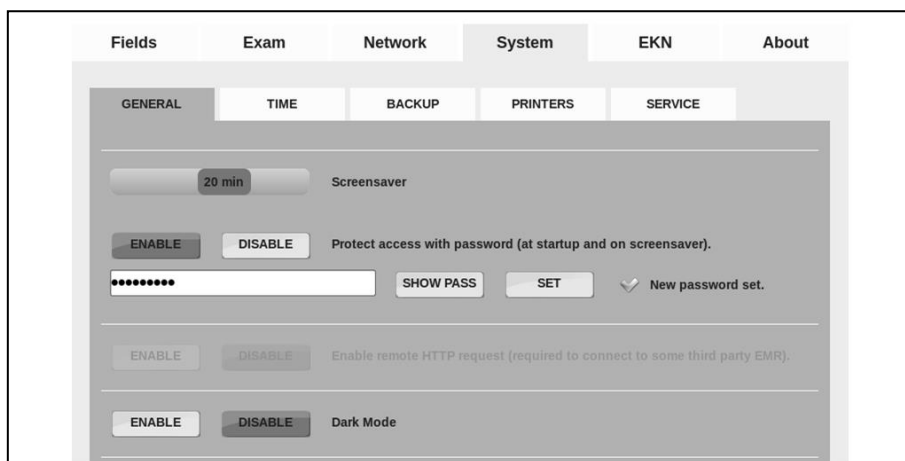 Fields Exam Network System EKN About
GENERAL TIME BACKUP PRINTERS SERVICE
20 min Screensaver
ENABLE DISABLE Protect access with password (at startup and on screensaver).
●●●●●●●●● SHOW PASS SET New password set.
ENABLE DISABLE Enable remote HTTP request (required to connect to some third party EMR).
ENABLE DISABLE Dark Mode